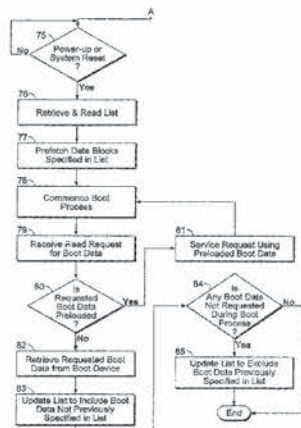 A
75
Power-up or
System Reset
?
No
Yes
76
Retrieve & Read List
77
Prefetch Data Blocks
Specified in List
78
Commence Boot
Process
79
Receive Read Request
for Boot Data
80
Is
Requested
Boot Data
Preloaded
?
Yes
No
81
Service Request Using
Preloaded Boot Data
82
Retrieve Requested Boot
Data from Boot Device
83
Update List to Include Boot
Data Not Previously
Specified in List
84
Is
Any Boot Data
Not Requested
During Boot
Process
?
No
Yes
85
Update List to Exclude
Boot Data Previously
Specified in List
End